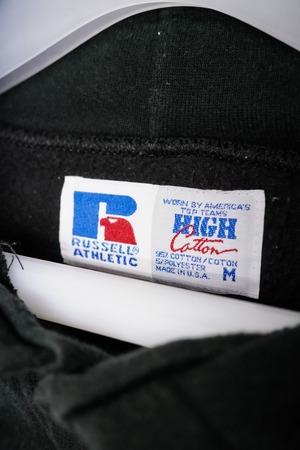 R
RUSSELL®
ATHLETIC
WORN BY AMERICA'S
TOP TEAMS
HIGH
Cotton
95% COTTON/COTON
5% POLYESTER
MADE IN U.S.A.
M